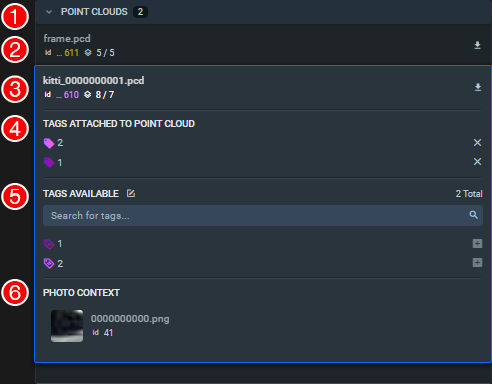 1 POINT CLOUDS 2
2 frame.pcd
id ... 611 5 / 5
3 kitti_0000000001.pcd
id ... 610 8 / 7
4 TAGS ATTACHED TO POINT CLOUD
2
1
5 TAGS AVAILABLE 2 Total
Search for tags...
1
2
6 PHOTO CONTEXT
0000000000.png
id 41